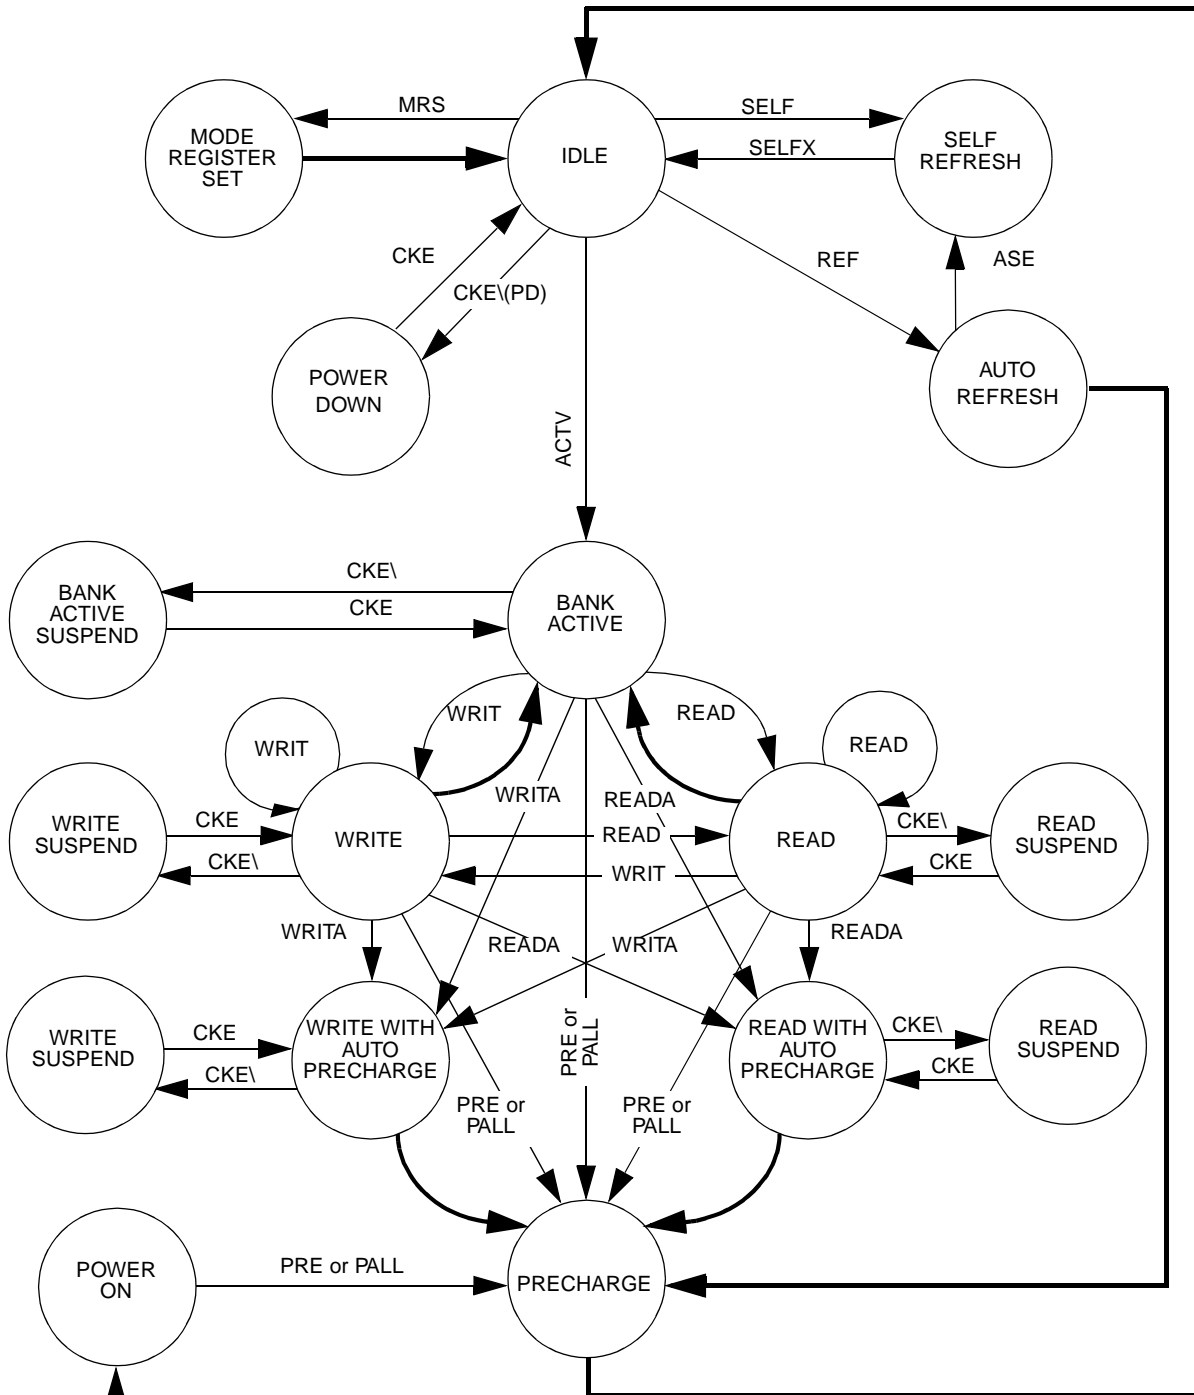 MRS
SELF
MODE
REGISTER
SET
IDLE
SELFX
SELF
REFRESH
CKE
CKE\(PD)
REF
ASE
POWER
DOWN
AUTO
REFRESH
ACTV
BANK
ACTIVE
SUSPEND
CKE\
CKE
BANK
ACTIVE
WRIT
READ
WRIT
READ
WRITA
READA
WRITE
SUSPEND
CKE
CKE\
WRITE
READ
WRIT
READ
CKE\
CKE
READ
SUSPEND
WRITA
READA
WRITA
READA
WRITE
SUSPEND
CKE
CKE\
WRITE WITH
AUTO
PRECHARGE
PRE or
PALL
READ WITH
AUTO
PRECHARGE
CKE\
CKE
READ
SUSPEND
PRE or
PALL
PRE or
PALL
POWER
ON
PRE or PALL
PRECHARGE